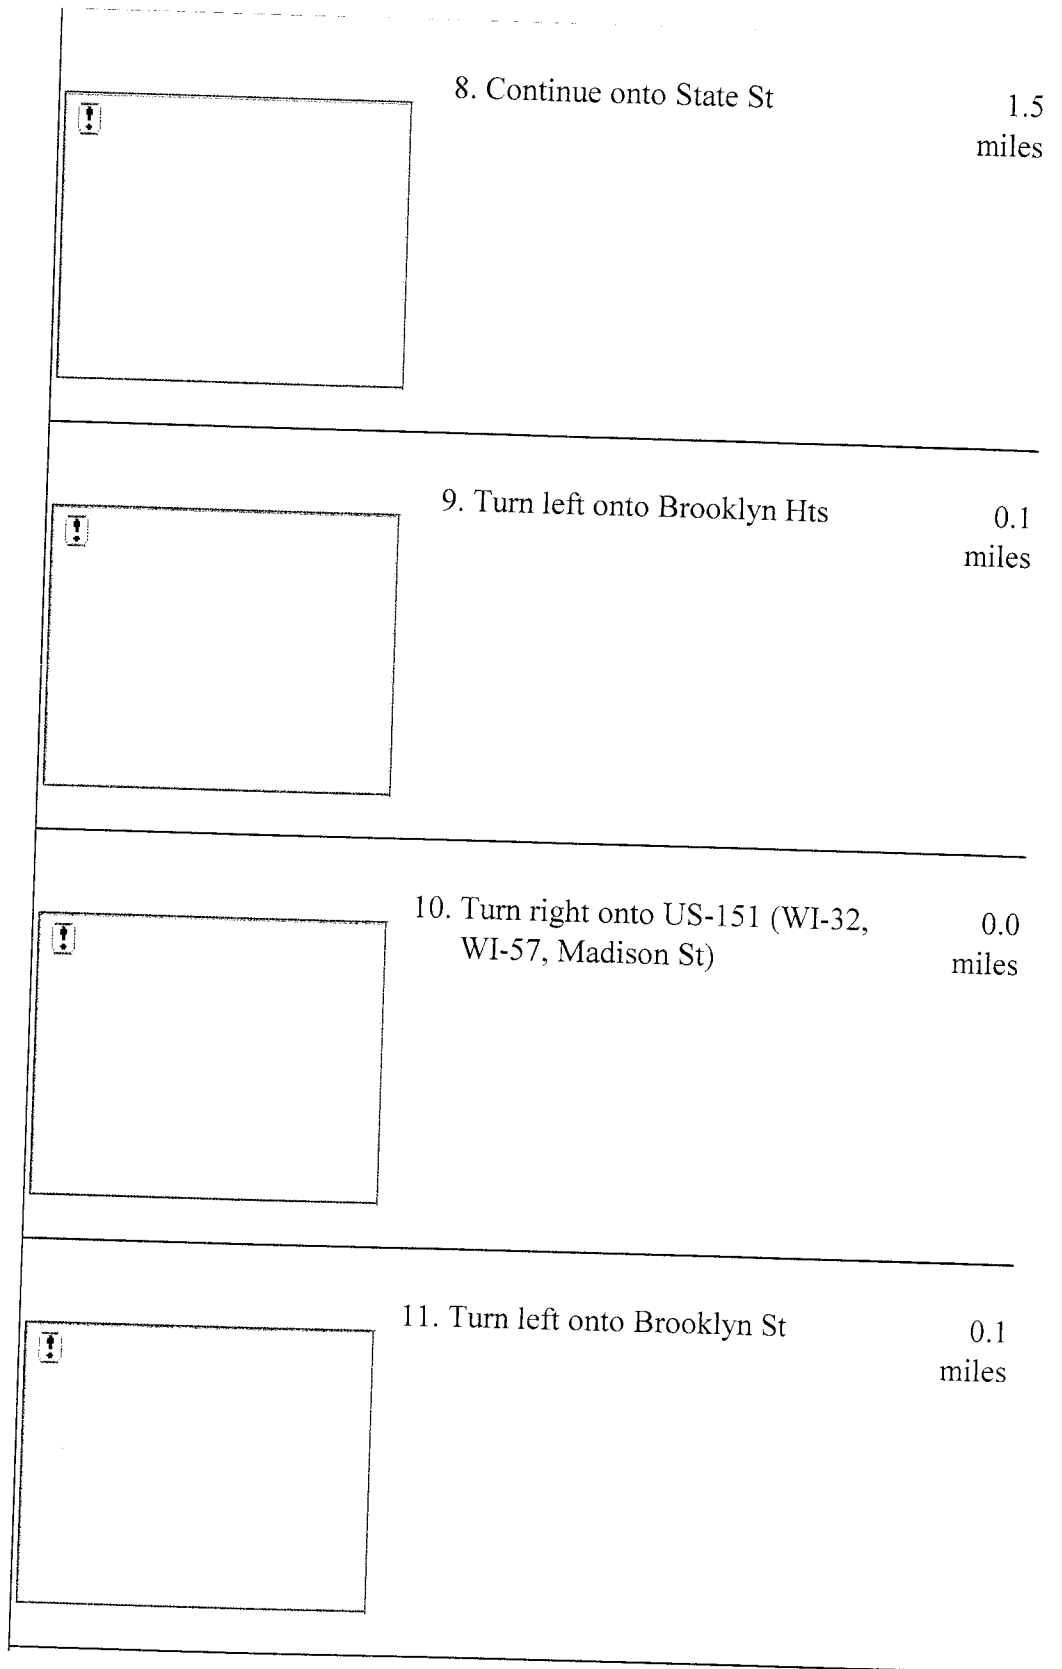 8. Continue onto State St 1.5
miles
9. Turn left onto Brooklyn Hts 0.1
miles
10. Turn right onto US-151 (WI-32, 0.0
WI-57, Madison St) miles
11. Turn left onto Brooklyn St 0.1
miles